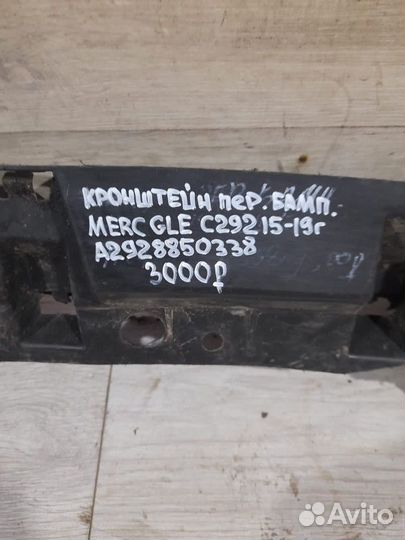 КРОНШТЕЙН пер. БАМП.
MERC GLE C292 15-19г
A2928850338
3000₽
Avito